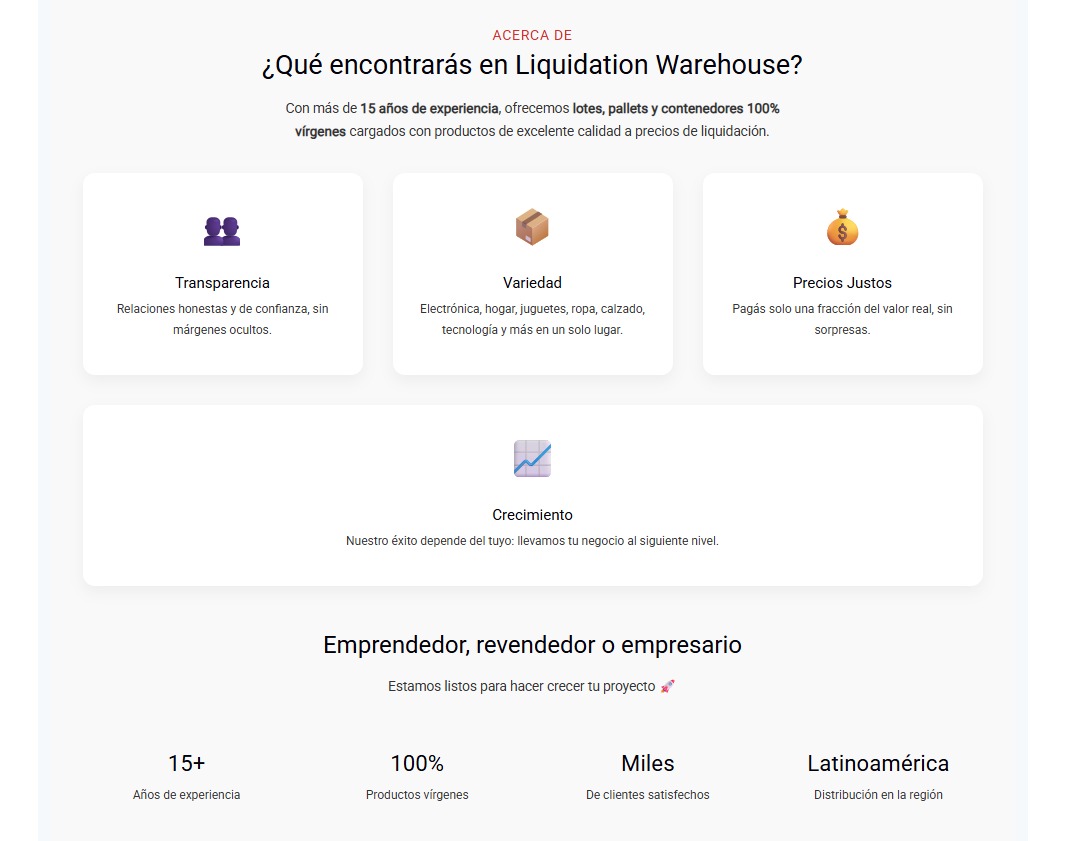 ACERCA DE
¿Qué encontrarás en Liquidation Warehouse?
Con más de 15 años de experiencia, ofrecemos lotes, pallets y contenedores 100%
vírgenes cargados con productos de excelente calidad a precios de liquidación.
Transparencia
Relaciones honestas y de confianza, sin
márgenes ocultos.
Variedad
Electrónica, hogar, juguetes, ropa, calzado,
tecnología y más en un solo lugar.
Precios Justos
Pagás solo una fracción del valor real, sin
sorpresas.
Crecimiento
Nuestro éxito depende del tuyo: llevamos tu negocio al siguiente nivel.
Emprendedor, revendedor o empresario
Estamos listos para hacer crecer tu proyecto 🚀
15+
Años de experiencia
100%
Productos vírgenes
Miles
De clientes satisfechos
Latinoamérica
Distribución en la región